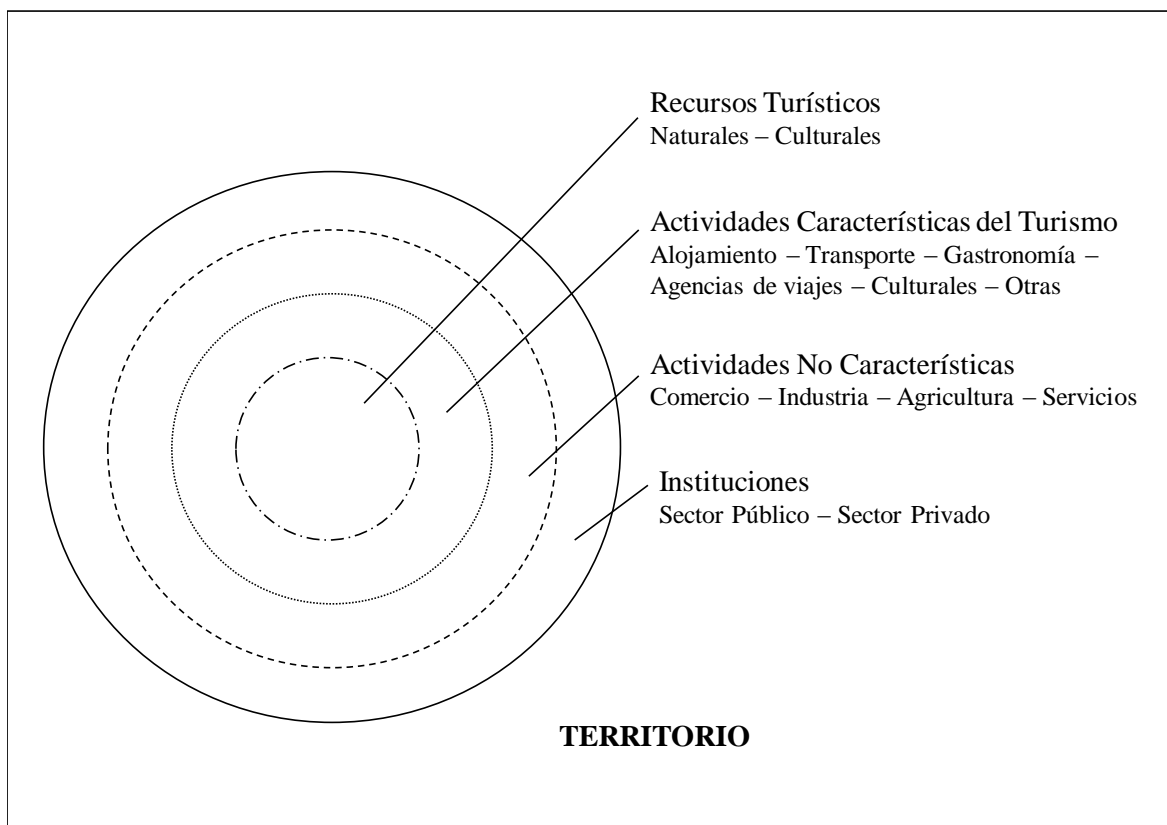 Recursos Turísticos
Naturales – Culturales
Actividades Características del Turismo
Alojamiento – Transporte – Gastronomía –
Agencias de viajes – Culturales – Otras
Actividades No Características
Comercio – Industria – Agricultura – Servicios
Instituciones
Sector Público – Sector Privado
TERRITORIO